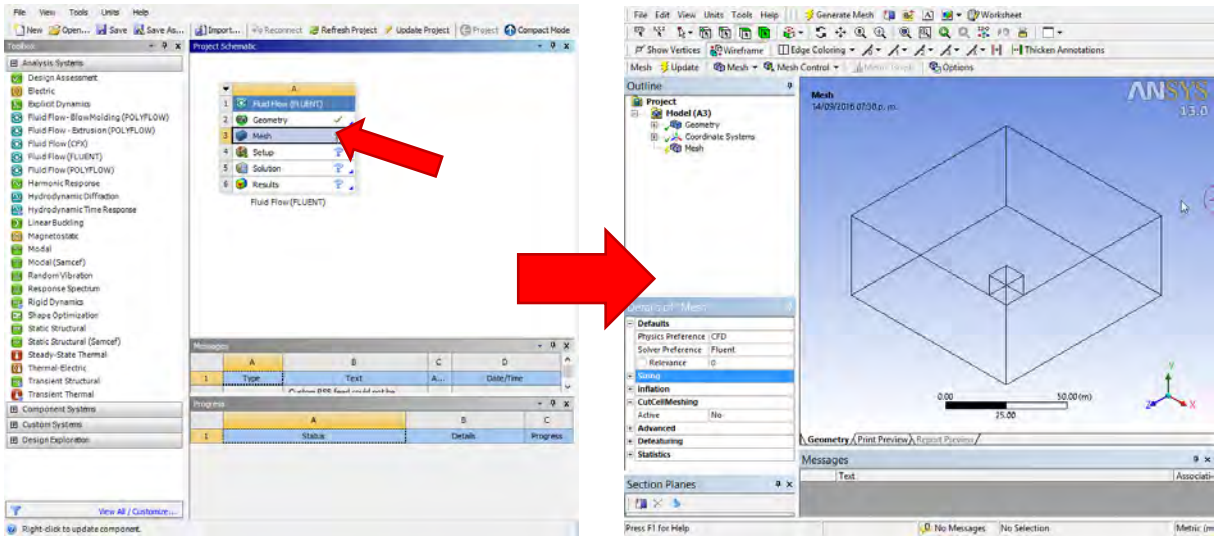 File View Tools Units Help
New Open... Save Save As... Import... Reconnect Refresh Project Update Project Project Compact Mode
Toolbox
Project Schematic
Analysis Systems
Design Assessment
Electric
Explicit Dynamics
Fluid Flow - BlowMolding (POLYFLOW)
Fluid Flow - Extrusion (POLYFLOW)
Fluid Flow (CFX)
Fluid Flow (FLUENT)
Fluid Flow (POLYFLOW)
Harmonic Response
Hydrodynamic Diffraction
Hydrodynamic Time Response
Linear Buckling
Magnetostatic
Modal
Modal (Samcef)
Random Vibration
Response Spectrum
Rigid Dynamics
Shape Optimization
Static Structural
Static Structural (Samcef)
Steady-State Thermal
Thermal-Electric
Transient Structural
Transient Thermal
Component Systems
Custom Systems
Design Exploration
View All / Customize...
Right-click to update component.
A
1 Fluid Flow (FLUENT)
2 Geometry
3 Mesh
4 Setup
5 Solution
6 Results
Fluid Flow (FLUENT)
Messages
A B C D
1 Type Text A... Date/Time
Progress
A B C
1 Status Details Progress
File Edit View Units Tools Help Generate Mesh Worksheet
Show Vertices Wireframe Edge Coloring Thicken Annotations
Mesh Update Mesh Mesh Control Options
Outline
Project
Model (A3)
Geometry
Coordinate Systems
Mesh
Details of "Mesh"
Defaults
Physics Preference CFD
Solver Preference Fluent
Relevance 0
Sizing
Inflation
CutCellMeshing
Active No
Advanced
Defeaturing
Statistics
Section Planes
Press F1 for Help
Mesh
14/09/2016 07:30 p. m.
ANSYS
13.0
0.00 50.00 (m)
25.00
Y
Z X
Geometry Print Preview Report Preview
Messages
Text Associati
No Messages No Selection Metric (m